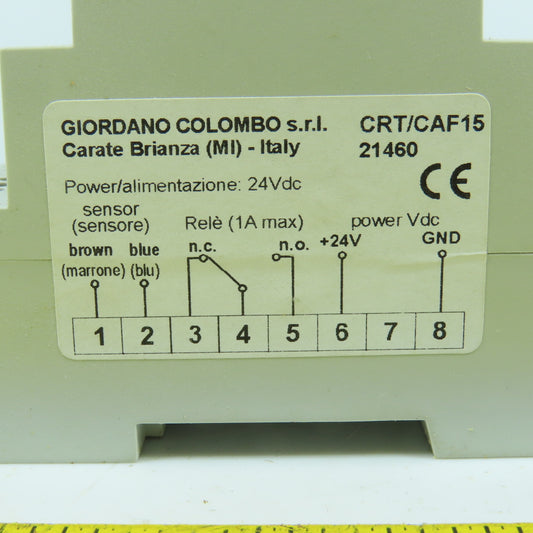 GIORDANO COLOMBO s.r.l. CRT/CAF15
Carate Brianza (MI) - Italy 21460
Power/alimentazione: 24Vdc CE
sensor
(sensore) Relè (1A max) power Vdc
brown blue n.c. n.o. +24V GND
(marrone) (blu)
1 2 3 4 5 6 7 8